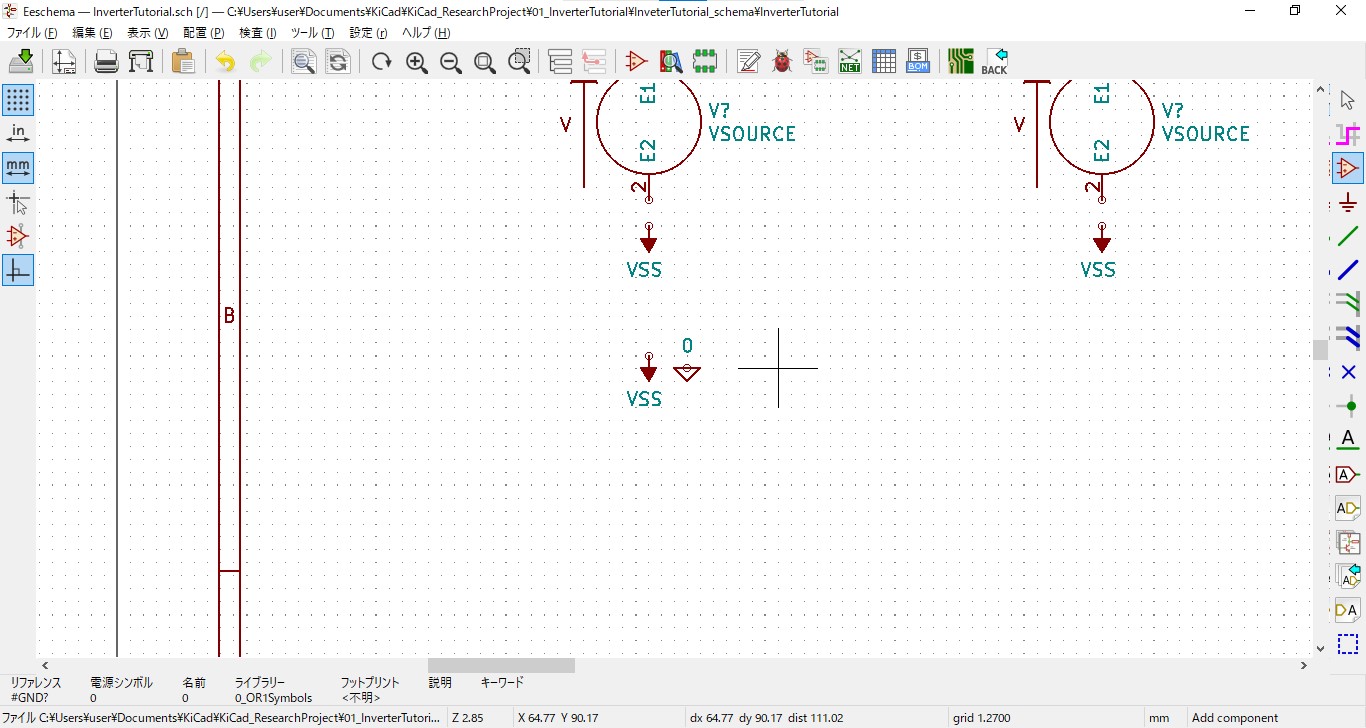 Eeschema — InverterTutorial.sch [/] — C:¥Users¥user¥Documents¥KiCad¥KiCad_ResearchProject¥01_InverterTutorial¥InveterTutorial_schema¥InverterTutorial
ファイル (F) 編集 (E) 表示 (V) 配置 (P) 検査 (I) ツール (T) 設定 (r) ヘルプ (H)
NET
$
BOM
BACK
in
mm
V
E1
E2
2
V?
VSOURCE
VSS
V
E1
E2
2
V?
VSOURCE
VSS
B
0
VSS
A
A
AD
AD
DA
リファレンス 電源シンボル 名前 ライブラリー フットプリント 説明 キーワード
#GND? 0 0 0_OR1Symbols <不明>
ファイル C:¥Users¥user¥Documents¥KiCad¥KiCad_ResearchProject¥01_InverterTutori... Z 2.85 X 64.77 Y 90.17 dx 64.77 dy 90.17 dist 111.02 grid 1.2700 mm Add component